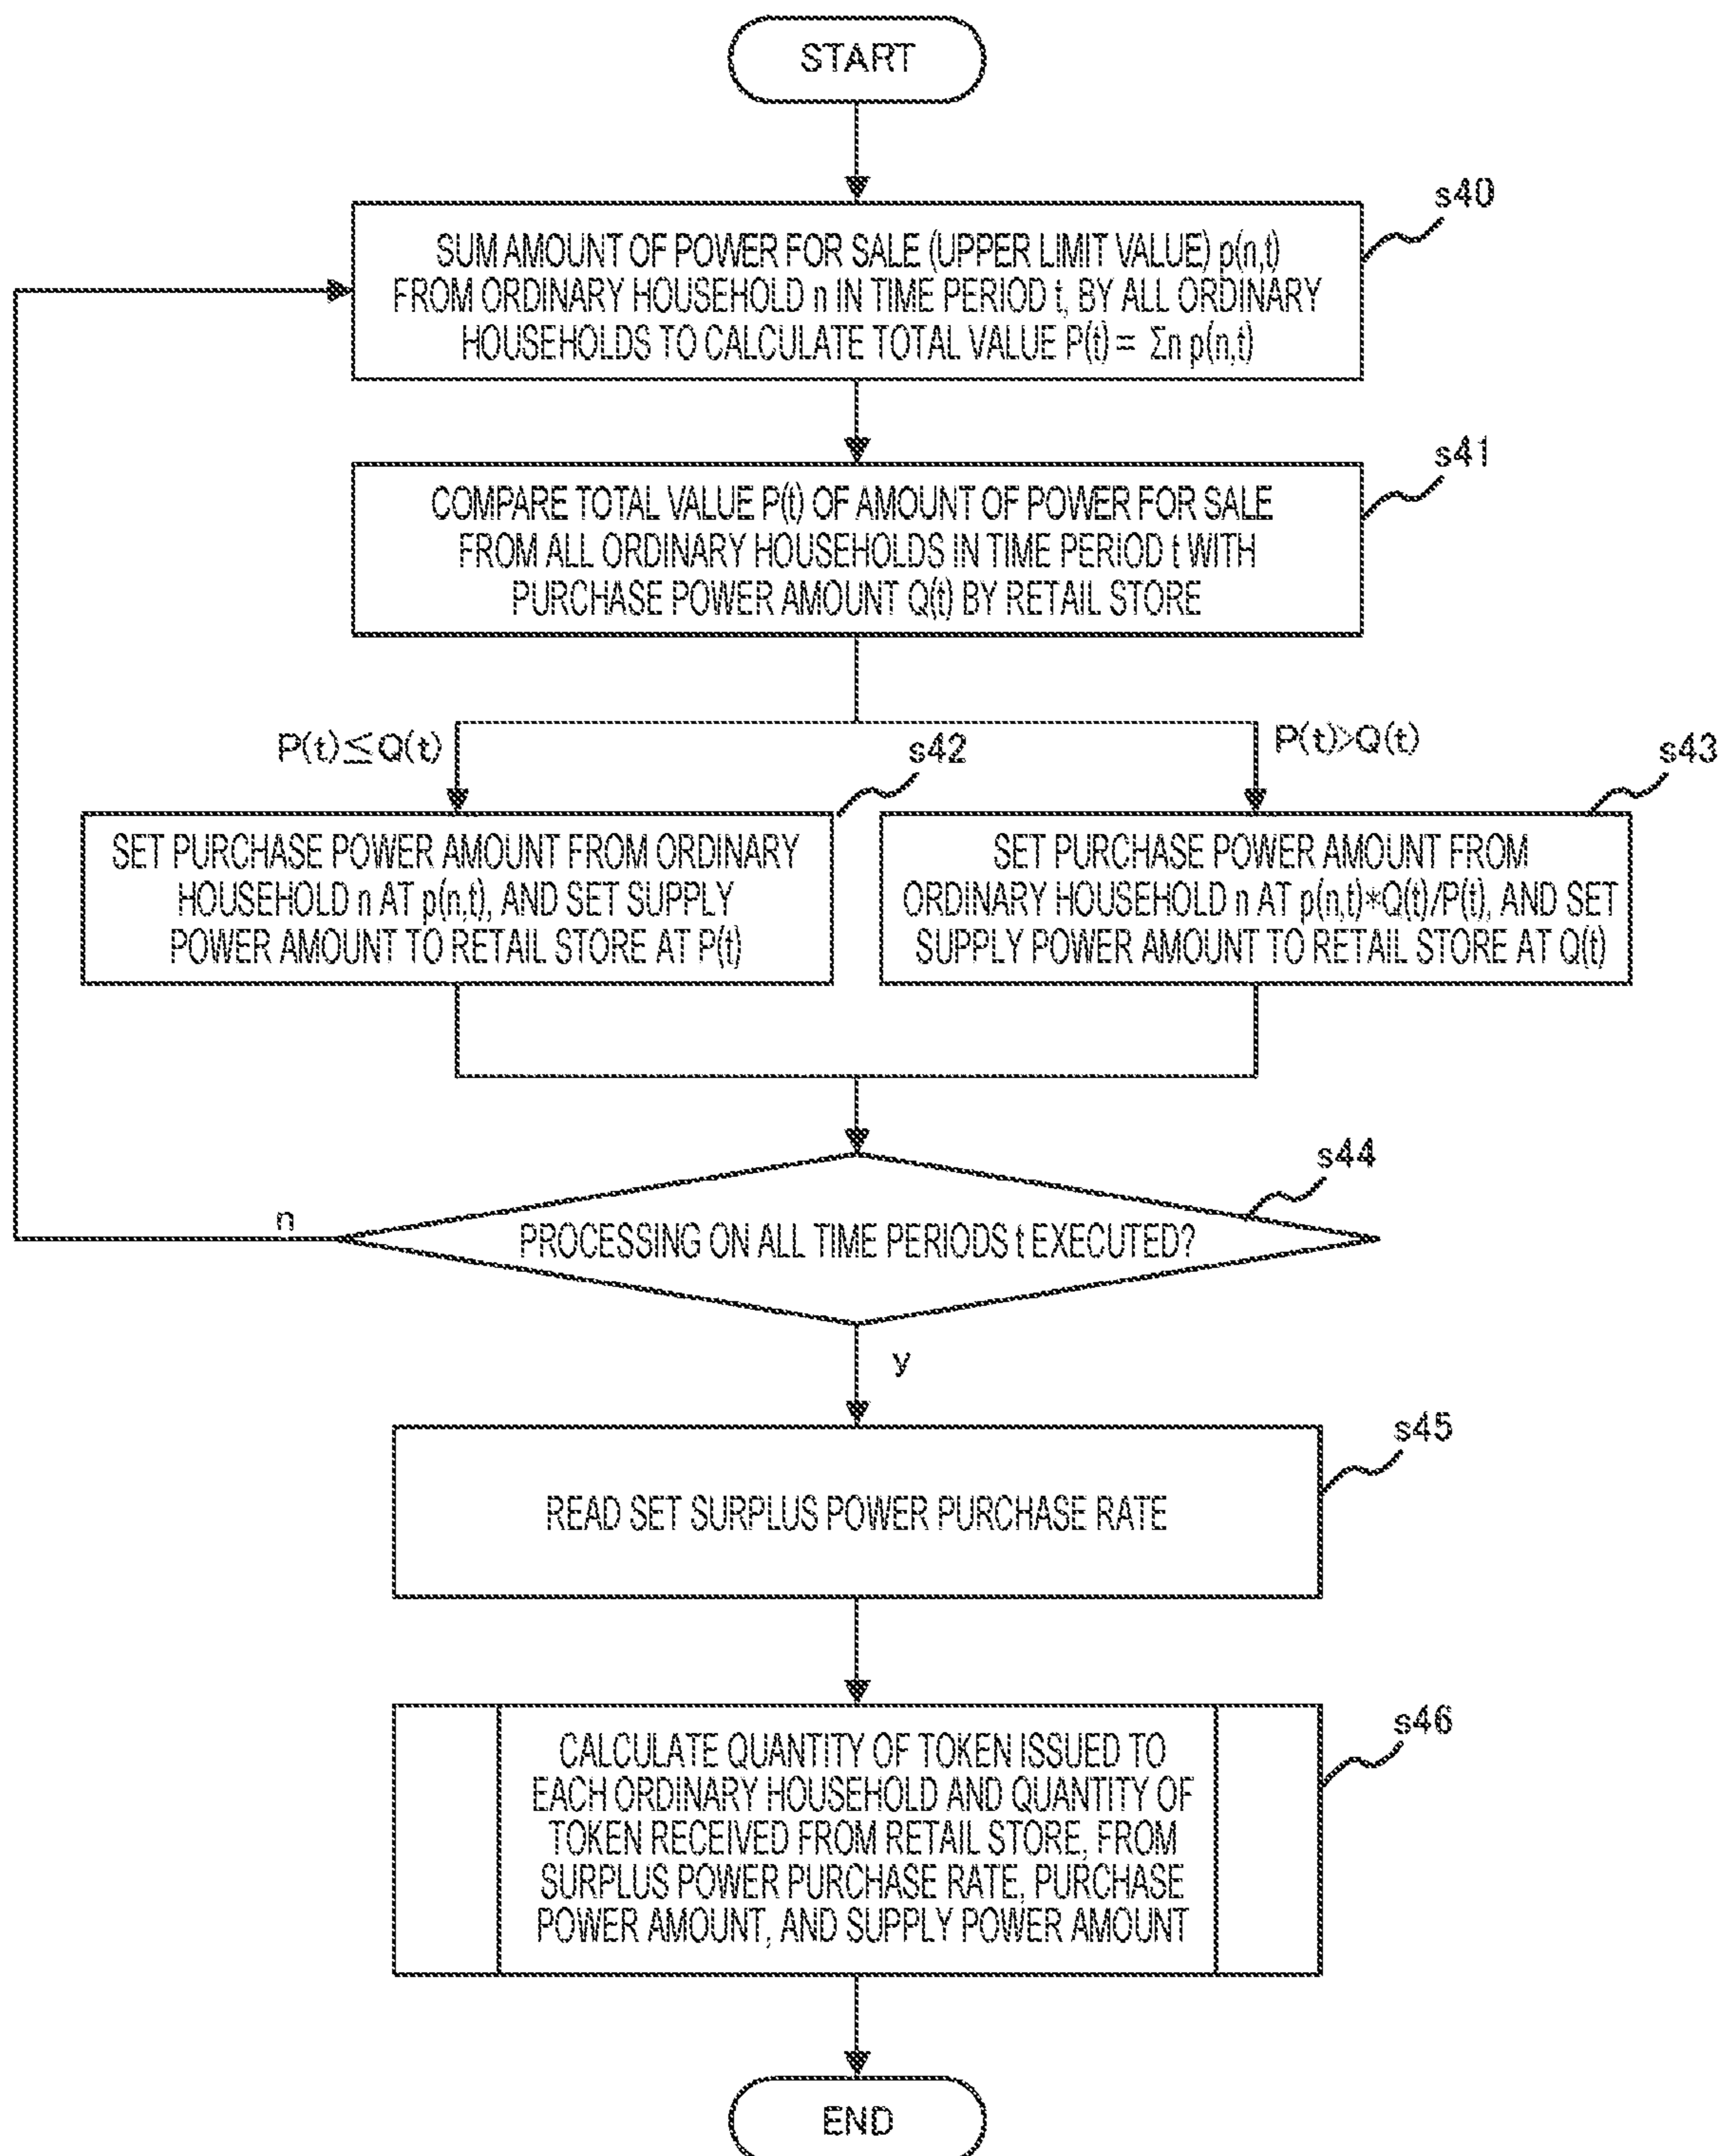 START
s40
SUM AMOUNT OF POWER FOR SALE (UPPER LIMIT VALUE) p(n,t)
FROM ORDINARY HOUSEHOLD n IN TIME PERIOD t, BY ALL ORDINARY
HOUSEHOLDS TO CALCULATE TOTAL VALUE P(t) = Σn p(n,t)
s41
COMPARE TOTAL VALUE P(t) OF AMOUNT OF POWER FOR SALE
FROM ALL ORDINARY HOUSEHOLDS IN TIME PERIOD t WITH
PURCHASE POWER AMOUNT Q(t) BY RETAIL STORE
P(t)≦Q(t)
s42
P(t)>Q(t)
s43
SET PURCHASE POWER AMOUNT FROM ORDINARY
HOUSEHOLD n AT p(n,t), AND SET SUPPLY
POWER AMOUNT TO RETAIL STORE AT P(t)
SET PURCHASE POWER AMOUNT FROM
ORDINARY HOUSEHOLD n AT p(n,t)*Q(t)/P(t), AND SET
SUPPLY POWER AMOUNT TO RETAIL STORE AT Q(t)
s44
n
PROCESSING ON ALL TIME PERIODS t EXECUTED?
y
s45
READ SET SURPLUS POWER PURCHASE RATE
s46
CALCULATE QUANTITY OF TOKEN ISSUED TO
EACH ORDINARY HOUSEHOLD AND QUANTITY OF
TOKEN RECEIVED FROM RETAIL STORE, FROM
SURPLUS POWER PURCHASE RATE, PURCHASE
POWER AMOUNT, AND SUPPLY POWER AMOUNT
END